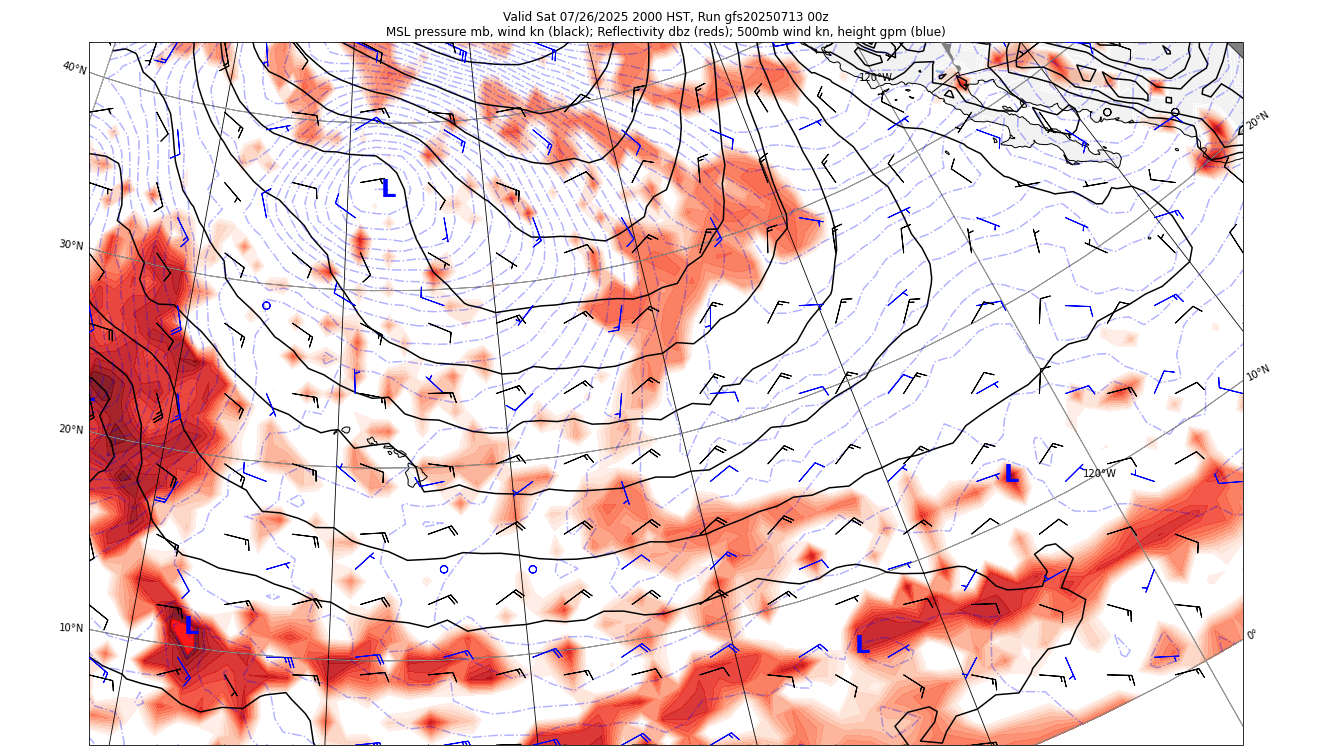 Valid Sat 07/26/2025 2000 HST, Run gfs20250713 00z
MSL pressure mb, wind kn (black); Reflectivity dbz (reds); 500mb wind kn, height gpm (blue)
40°N
120°W
20°N
L
30°N
10°N
20°N
L
120°W
10°N
L
L
0°